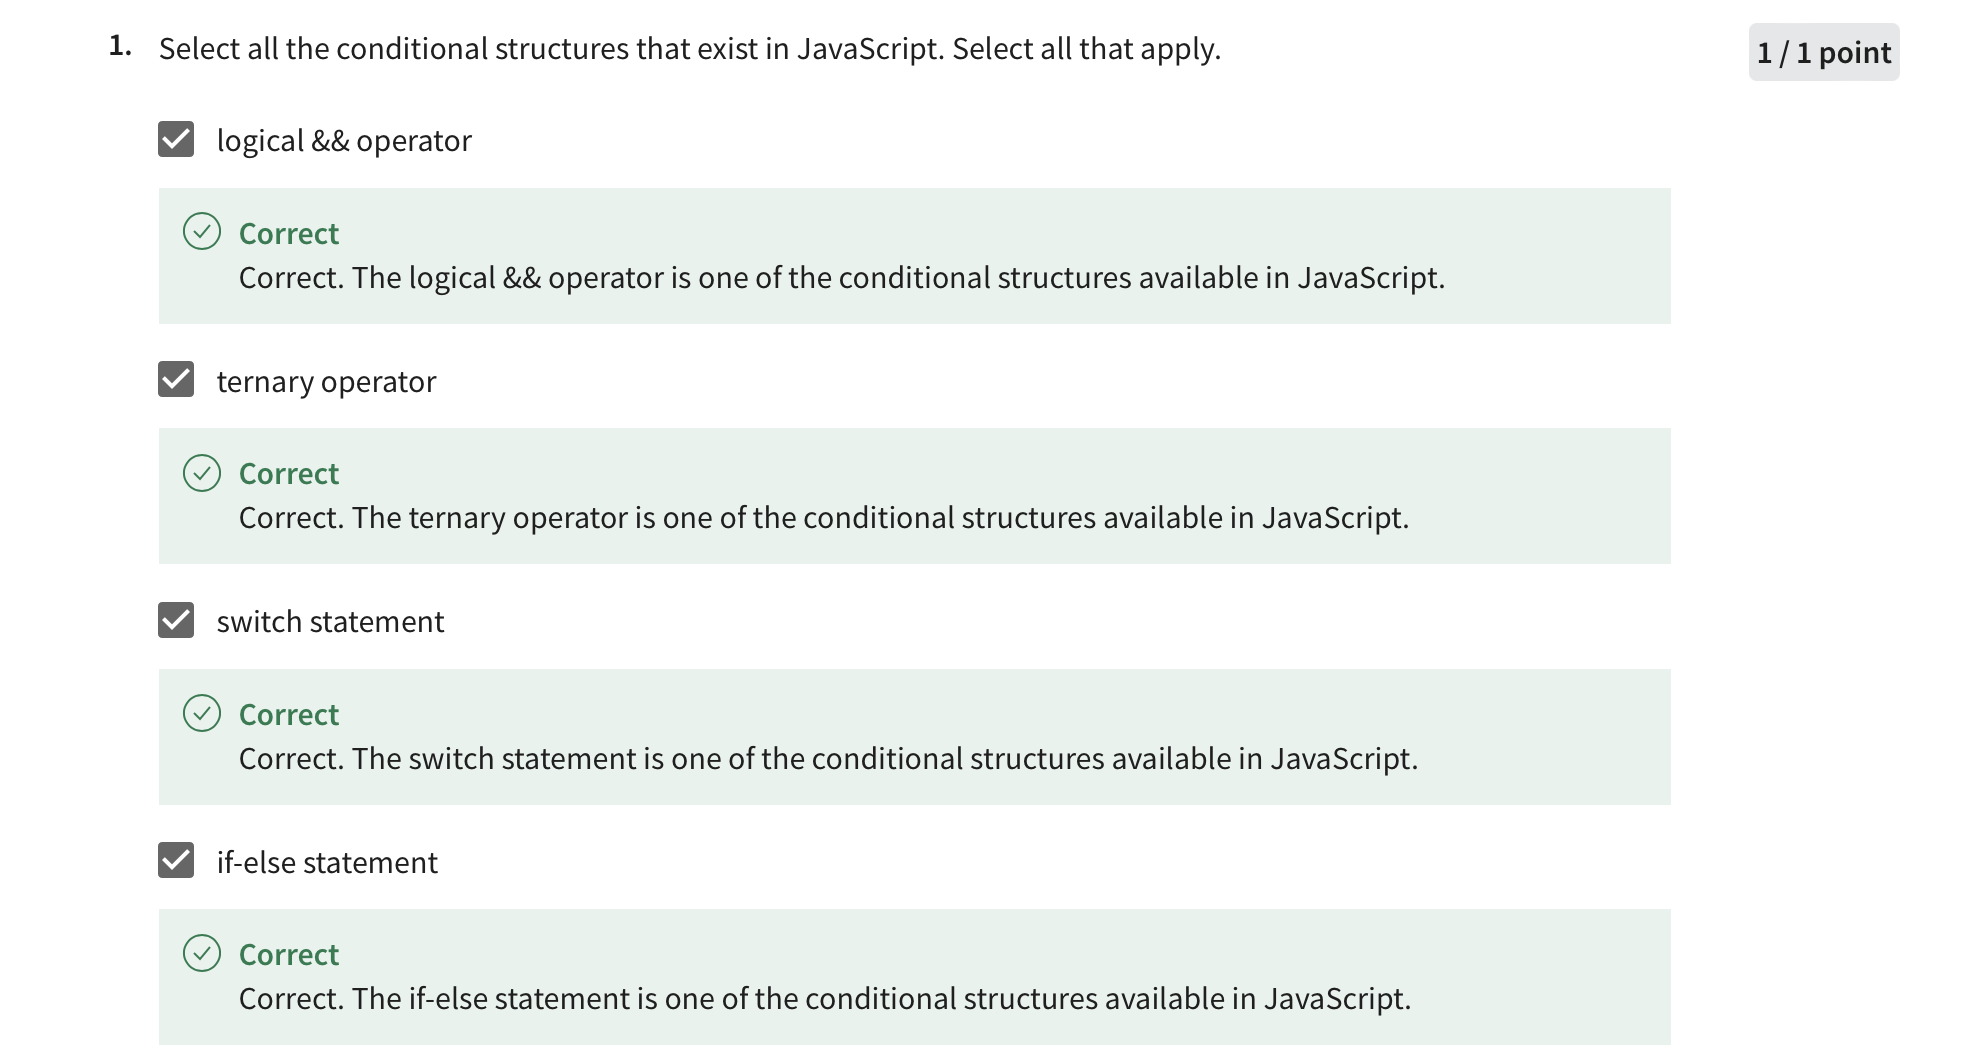 1. Select all the conditional structures that exist in JavaScript. Select all that apply.
1 / 1 point
logical && operator
Correct
Correct. The logical && operator is one of the conditional structures available in JavaScript.
ternary operator
Correct
Correct. The ternary operator is one of the conditional structures available in JavaScript.
switch statement
Correct
Correct. The switch statement is one of the conditional structures available in JavaScript.
if-else statement
Correct
Correct. The if-else statement is one of the conditional structures available in JavaScript.